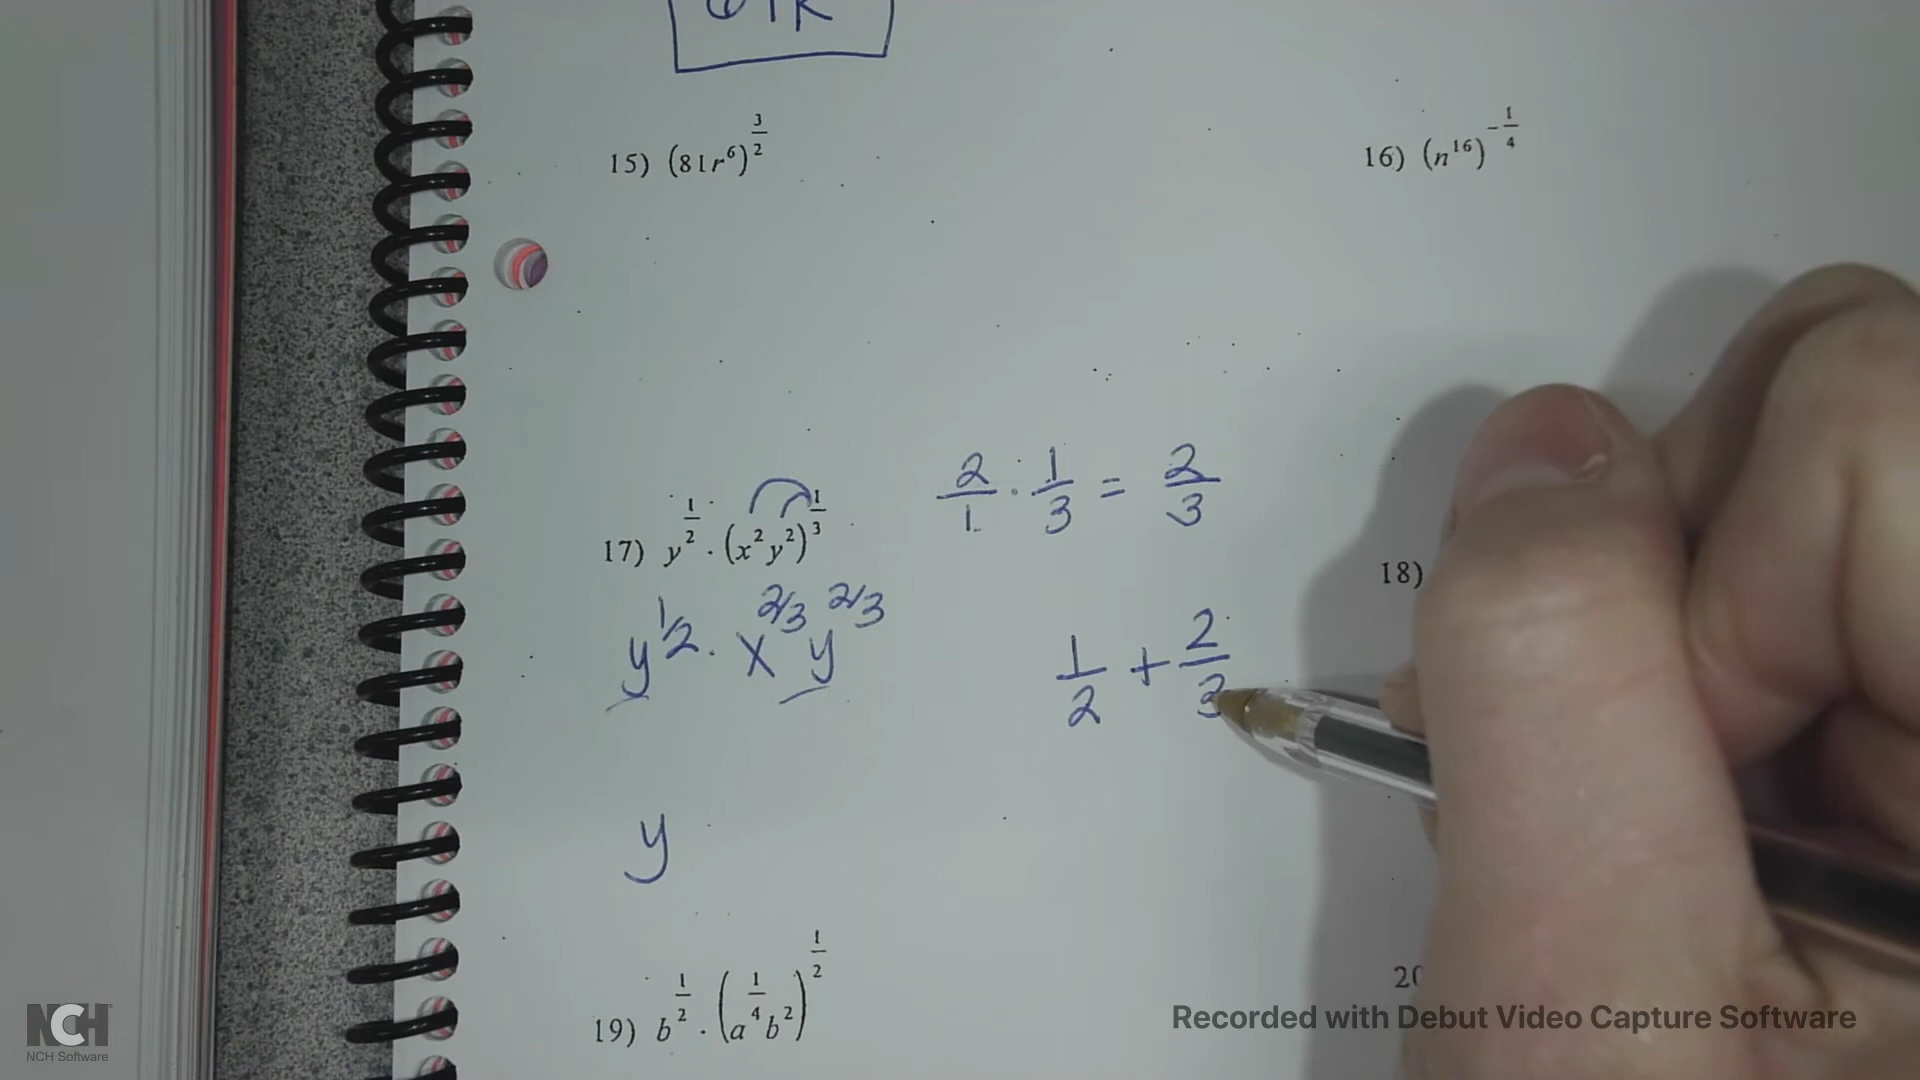 15) (81r⁶)^(3/2)
16) (n¹⁶)^(-1/4)
17) y^(1/2) · (x²y²)^(1/3)
2/1 · 1/3 = 2/3
18)
y^(1/2) · x^(2/3) y^(2/3)
1/2 + 2/3
y
19) b^(1/2) · (a^(1/4) b²)^(1/2)
NCH
NCH Software
Recorded with Debut Video Capture Software